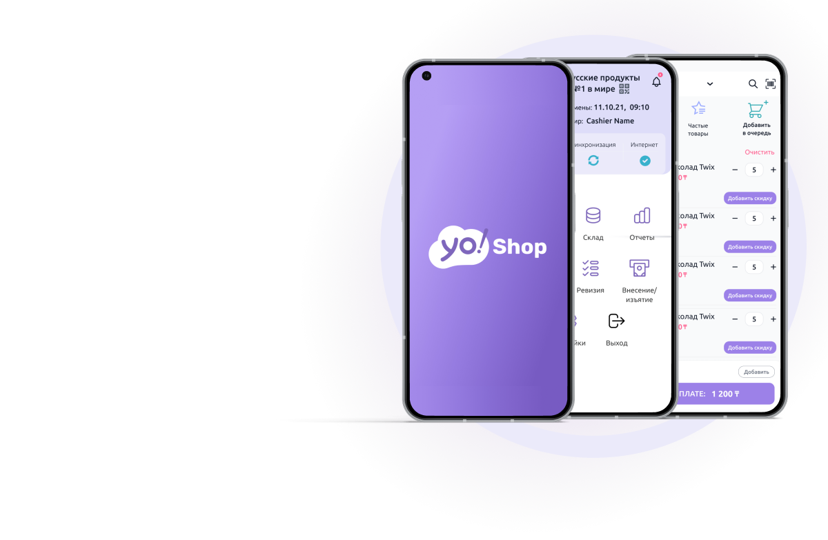 yo! Shop
усские продукты
№1 в мире
мены: 11.10.21, 09:10
ир: Cashier Name
инхронизация
Интернет
Склад
Отчеты
Ревизия
Внесение/
изъятие
йки
Выход
Частые
товары
Добавить
в очередь
Очистить
колад Twix
5
0 ₸
Добавить скидку
колад Twix
5
0 ₸
Добавить скидку
колад Twix
5
0 ₸
Добавить скидку
колад Twix
5
0 ₸
Добавить скидку
Добавить
ПЛАТЕ: 1 200 ₸